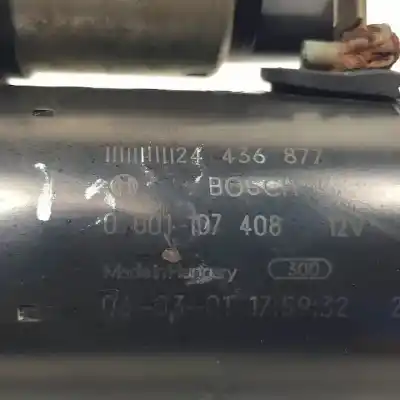 24 436 877
BOSCH
0 001 107 408 12V
Made in Hungary 300
17:59:32